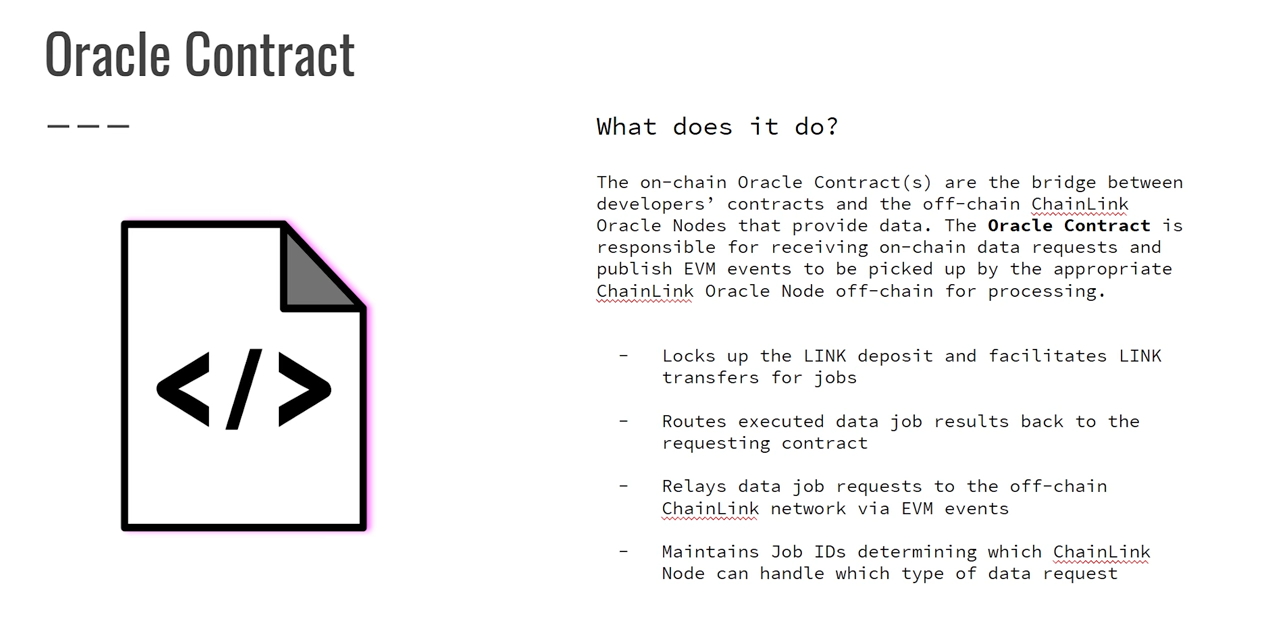 Oracle Contract
What does it do?
The on-chain Oracle Contract(s) are the bridge between
developers’ contracts and the off-chain ChainLink
Oracle Nodes that provide data. The Oracle Contract is
responsible for receiving on-chain data requests and
publish EVM events to be picked up by the appropriate
ChainLink Oracle Node off-chain for processing.
- Locks up the LINK deposit and facilitates LINK
transfers for jobs
- Routes executed data job results back to the
requesting contract
- Relays data job requests to the off-chain
ChainLink network via EVM events
- Maintains Job IDs determining which ChainLink
Node can handle which type of data request